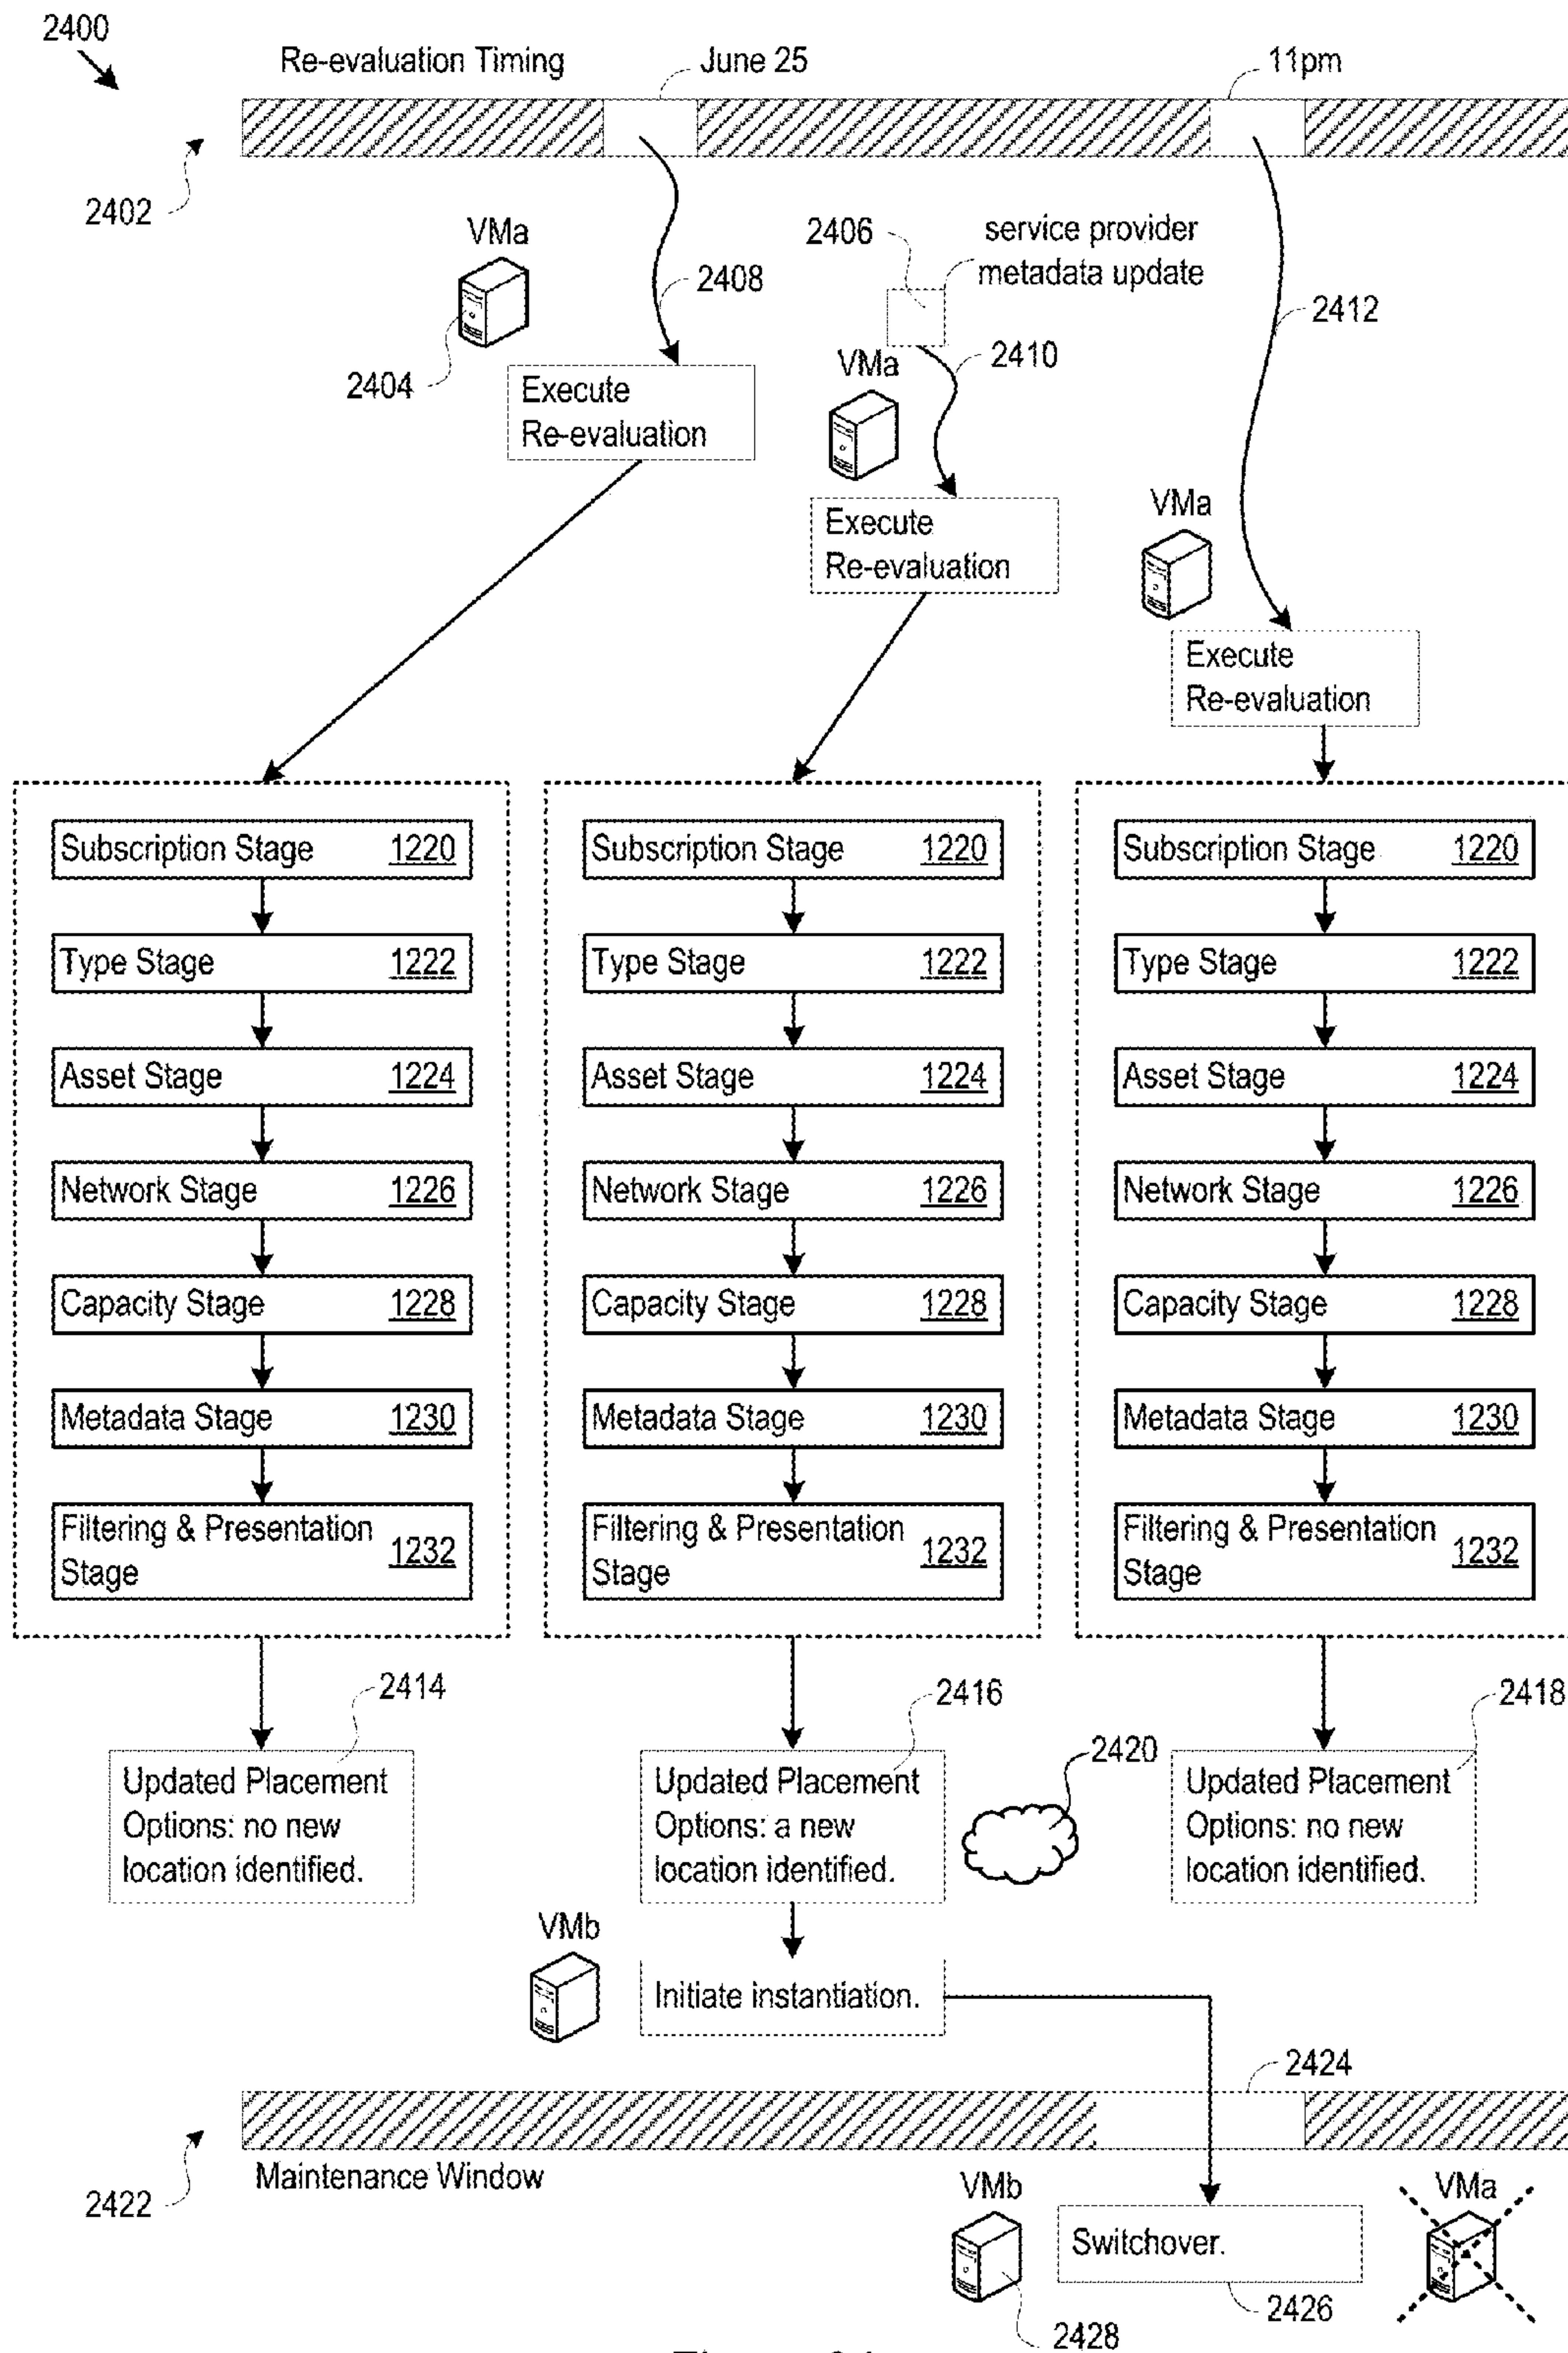 2400
Re-evaluation Timing
June 25
11pm
2402
VMa
2404
2408
2406
service provider
metadata update
VMa
2410
2412
Execute
Re-evaluation
Execute
Re-evaluation
VMa
Execute
Re-evaluation
Subscription Stage 1220
Type Stage 1222
Asset Stage 1224
Network Stage 1226
Capacity Stage 1228
Metadata Stage 1230
Filtering & Presentation
Stage 1232
Subscription Stage 1220
Type Stage 1222
Asset Stage 1224
Network Stage 1226
Capacity Stage 1228
Metadata Stage 1230
Filtering & Presentation
Stage 1232
Subscription Stage 1220
Type Stage 1222
Asset Stage 1224
Network Stage 1226
Capacity Stage 1228
Metadata Stage 1230
Filtering & Presentation
Stage 1232
2414
Updated Placement
Options: no new
location identified.
2416
Updated Placement
Options: a new
location identified.
2420
2418
Updated Placement
Options: no new
location identified.
VMb
Initiate instantiation.
2424
2422
Maintenance Window
VMb
2428
Switchover.
2426
VMa